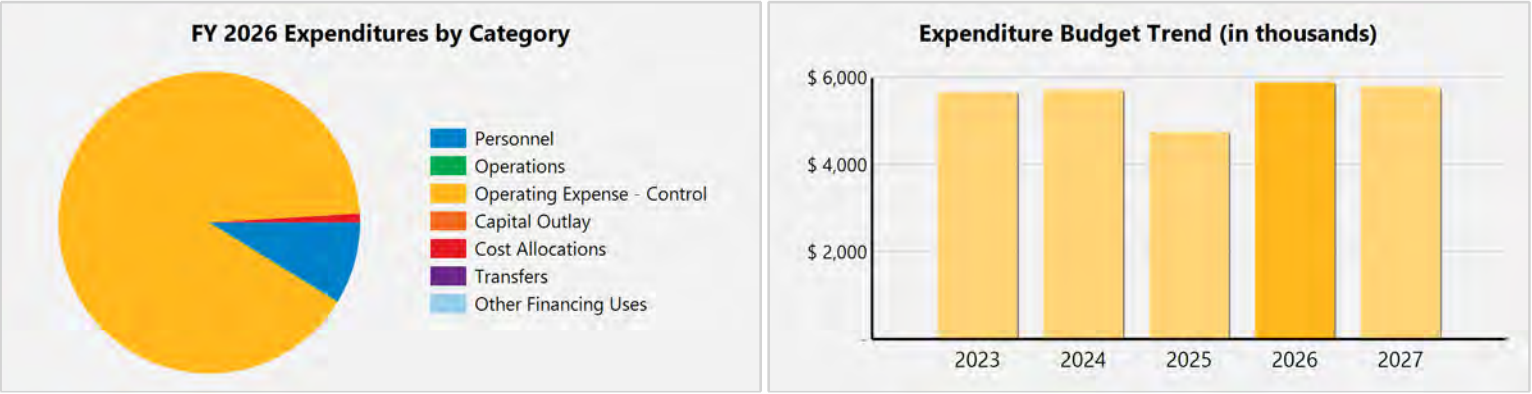 FY 2026 Expenditures by Category
Personnel
Operations
Operating Expense - Control
Capital Outlay
Cost Allocations
Transfers
Other Financing Uses
Expenditure Budget Trend (in thousands)
$ 6,000
$ 4,000
$ 2,000
-
2023 2024 2025 2026 2027